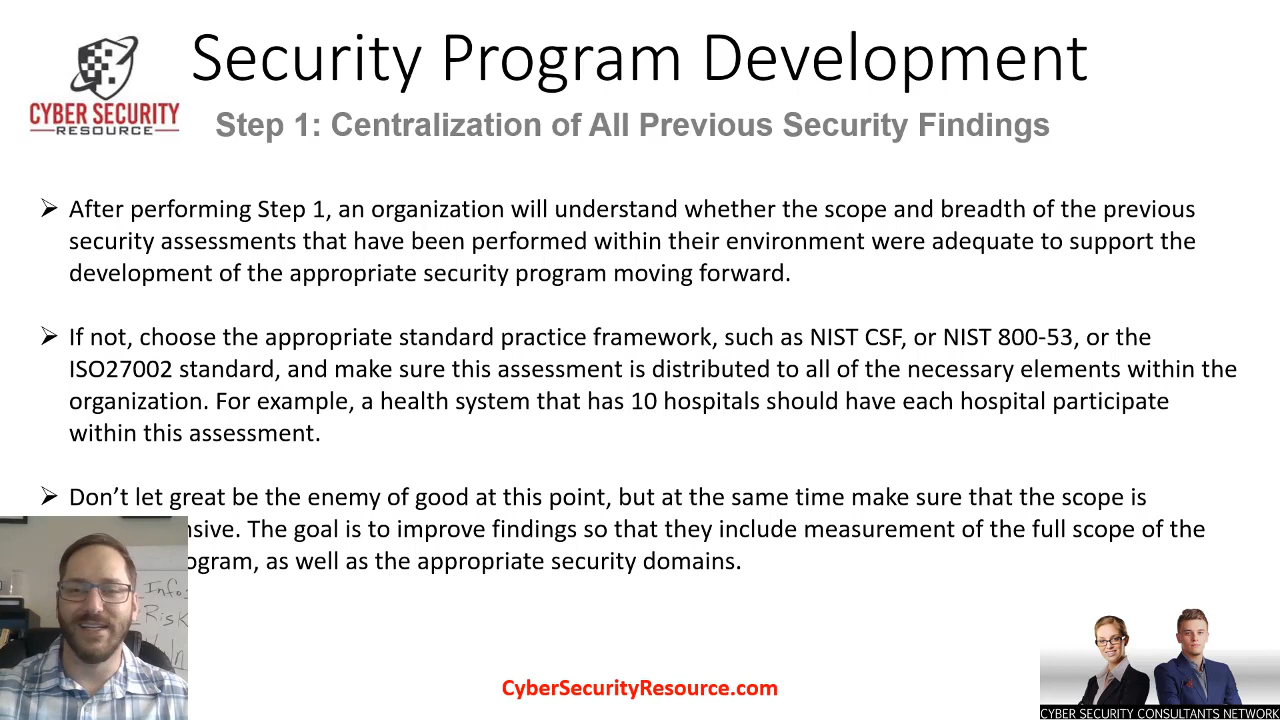 Security Program Development
CYBER SECURITY
RESOURCE
Step 1: Centralization of All Previous Security Findings
➢ After performing Step 1, an organization will understand whether the scope and breadth of the previous
security assessments that have been performed within their environment were adequate to support the
development of the appropriate security program moving forward.
➢ If not, choose the appropriate standard practice framework, such as NIST CSF, or NIST 800-53, or the
ISO27002 standard, and make sure this assessment is distributed to all of the necessary elements within the
organization. For example, a health system that has 10 hospitals should have each hospital participate
within this assessment.
➢ Don’t let great be the enemy of good at this point, but at the same time make sure that the scope is
nsive. The goal is to improve findings so that they include measurement of the full scope of the
ogram, as well as the appropriate security domains.
Info
Risk
CyberSecurityResource.com
CYBER SECURITY CONSULTANTS NETWORK